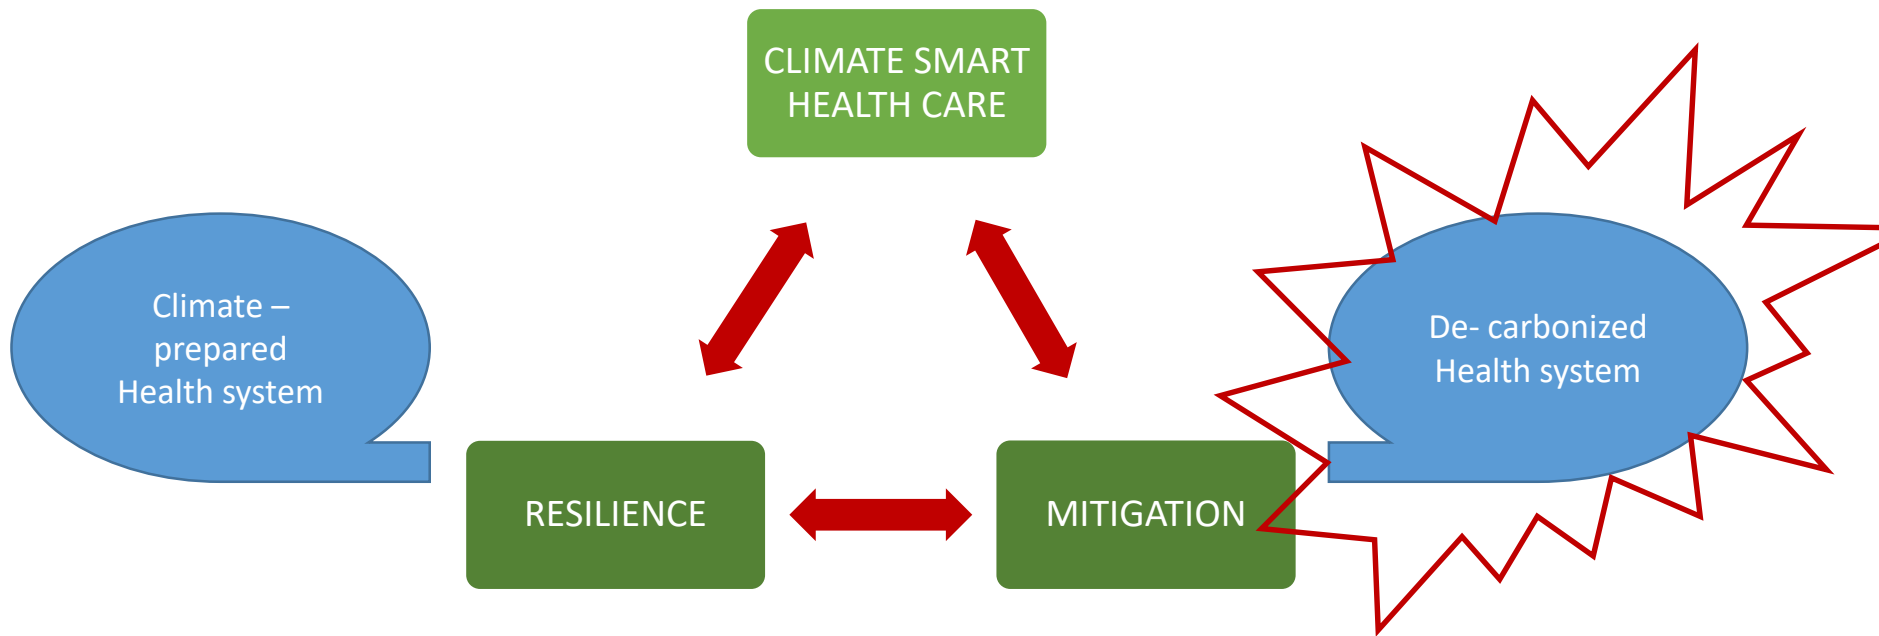 CLIMATE SMART
HEALTH CARE
Climate –
prepared
Health system
De- carbonized
Health system
RESILIENCE
MITIGATION